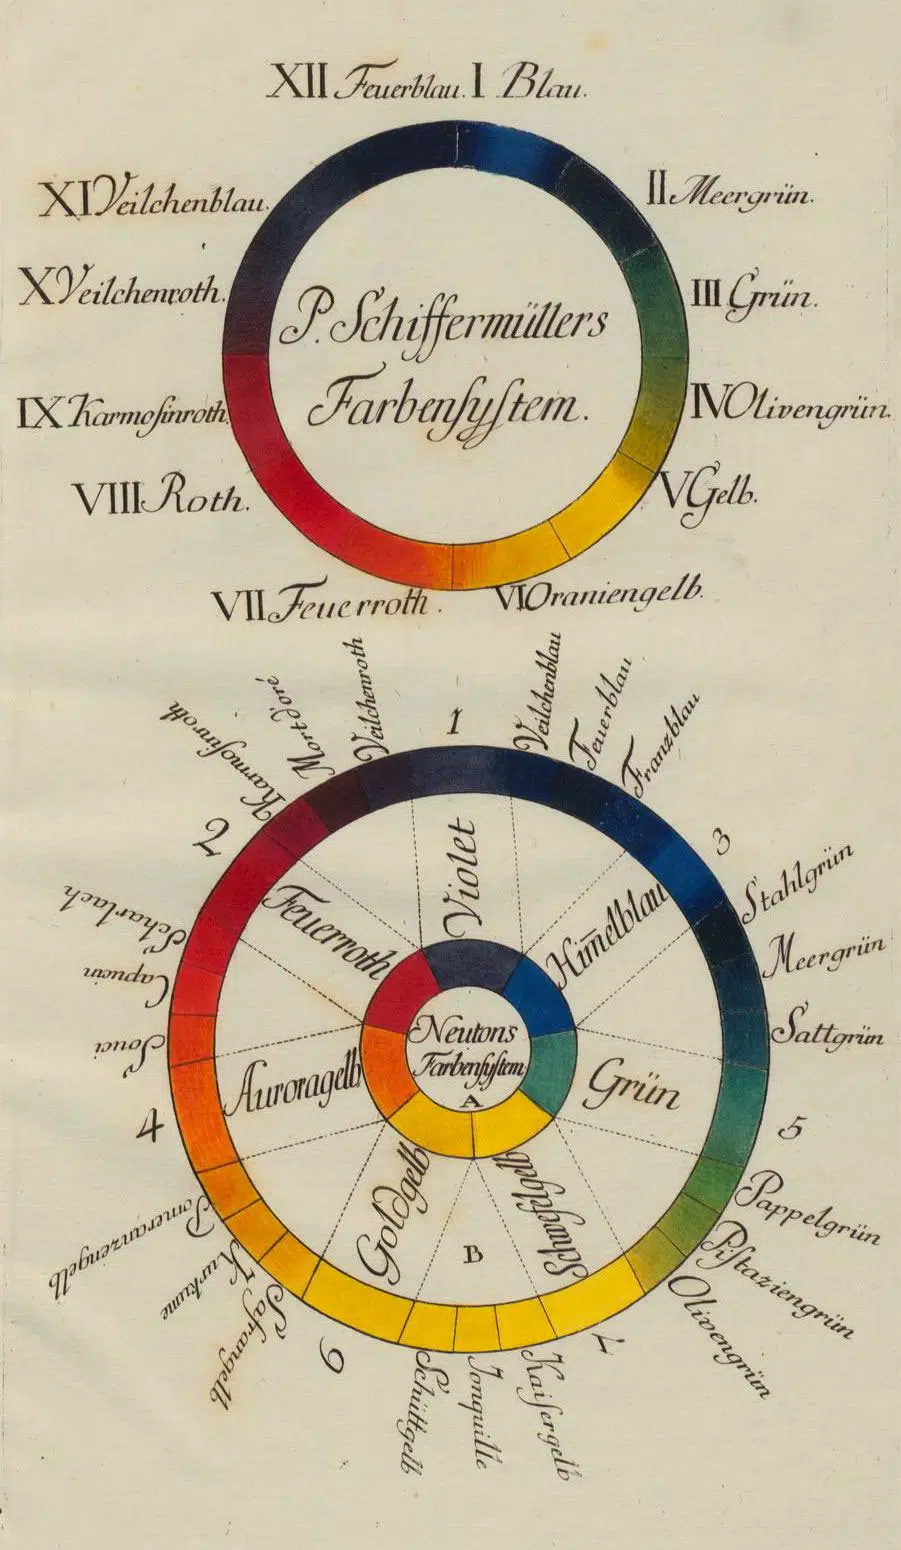 XII Feuerblau. I Blau.
XI Veilchenblau.
II Meergrün.
X Veilchenroth.
III Grün.
P. Schiffermüllers
Farbenſyſtem.
IX Karmoſinroth.
IV Olivengrün.
VIII Roth.
V Gelb.
VII Feuerroth.
VI Oraniengelb.
1
Veilchenroth
Mort d'oré
Karmoſinroth
2
Scharlach
Capucin
Souci
4
Pomeranzengelb
Kurkume
Safrangelb
6
Schüttgelb
Jonquille
Kaiſergelb
7
Olivengrün
Piſtaziengrün
Pappelgrün
5
Sattgrün
Meergrün
Stahlgrün
3
Franzblau
Feuerblau
Veilchenblau
Violet
Feuerroth
Him̄elblau
Auroragelb
Grün
Goldgelb
Schwefelgelb
Neutons
Farbenſyſtem
A
B